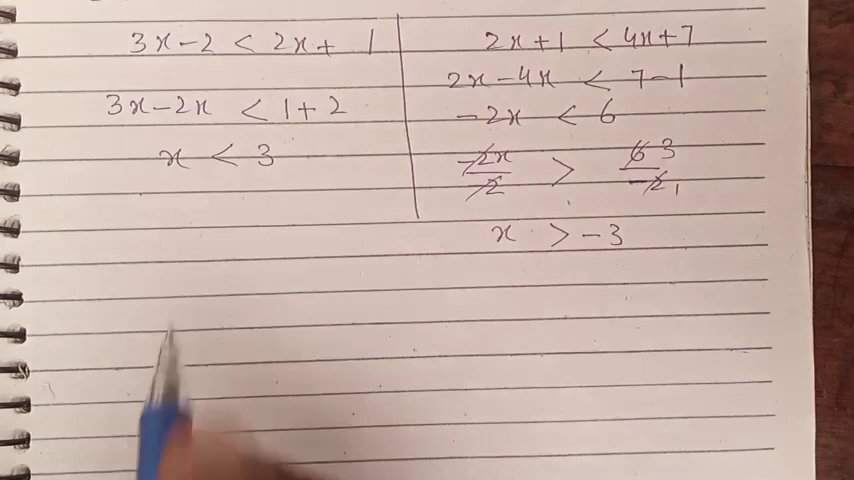 3x-2 < 2x+ 1
3x-2x < 1+2
x < 3
2x+1 < 4x+7
2x-4x < 7-1
-2x < 6
-2x/-2 > 6 3/-2 1
x > -3